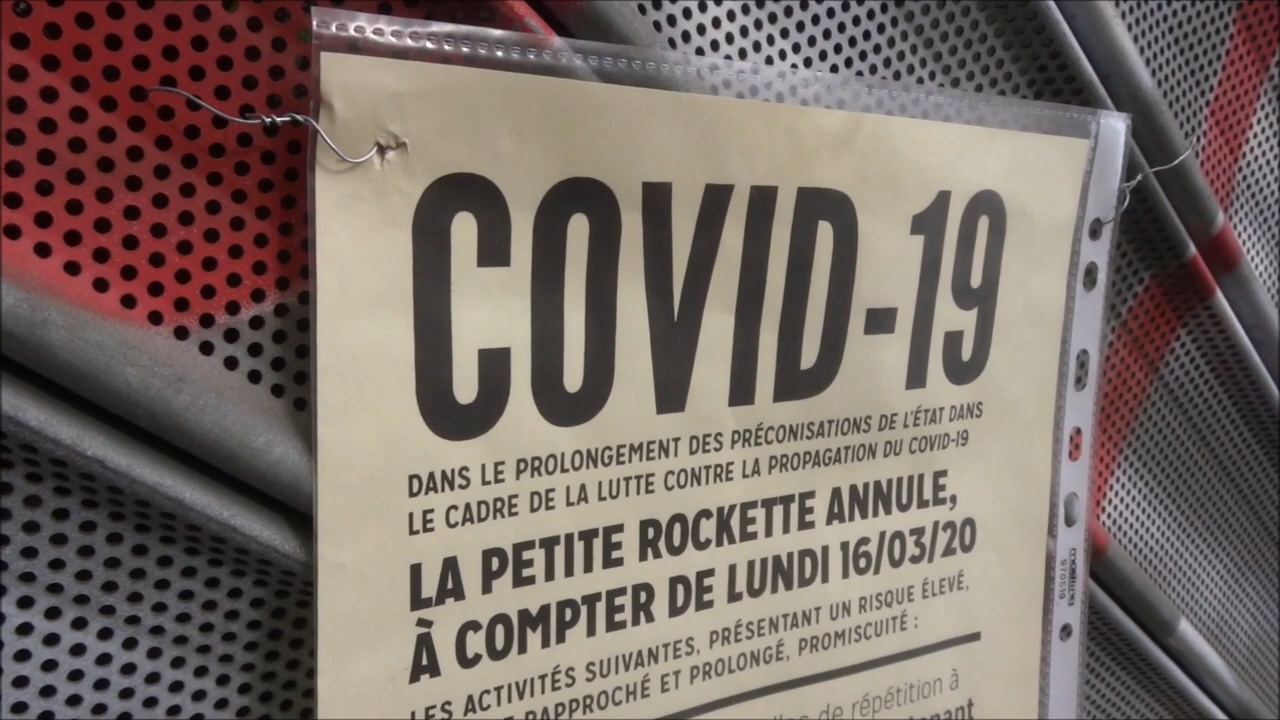 COVID-19
DANS LE PROLONGEMENT DES PRÉCONISATIONS DE L'ÉTAT DANS
LE CADRE DE LA LUTTE CONTRE LA PROPAGATION DU COVID-19
LA PETITE ROCKETTE ANNULE,
À COMPTER DE LUNDI 16/03/20
LES ACTIVITÉS SUIVANTES, PRÉSENTANT UN RISQUE ÉLEVÉ,
RAPPROCHÉ ET PROLONGÉ, PROMISCUITÉ :
de répétition à